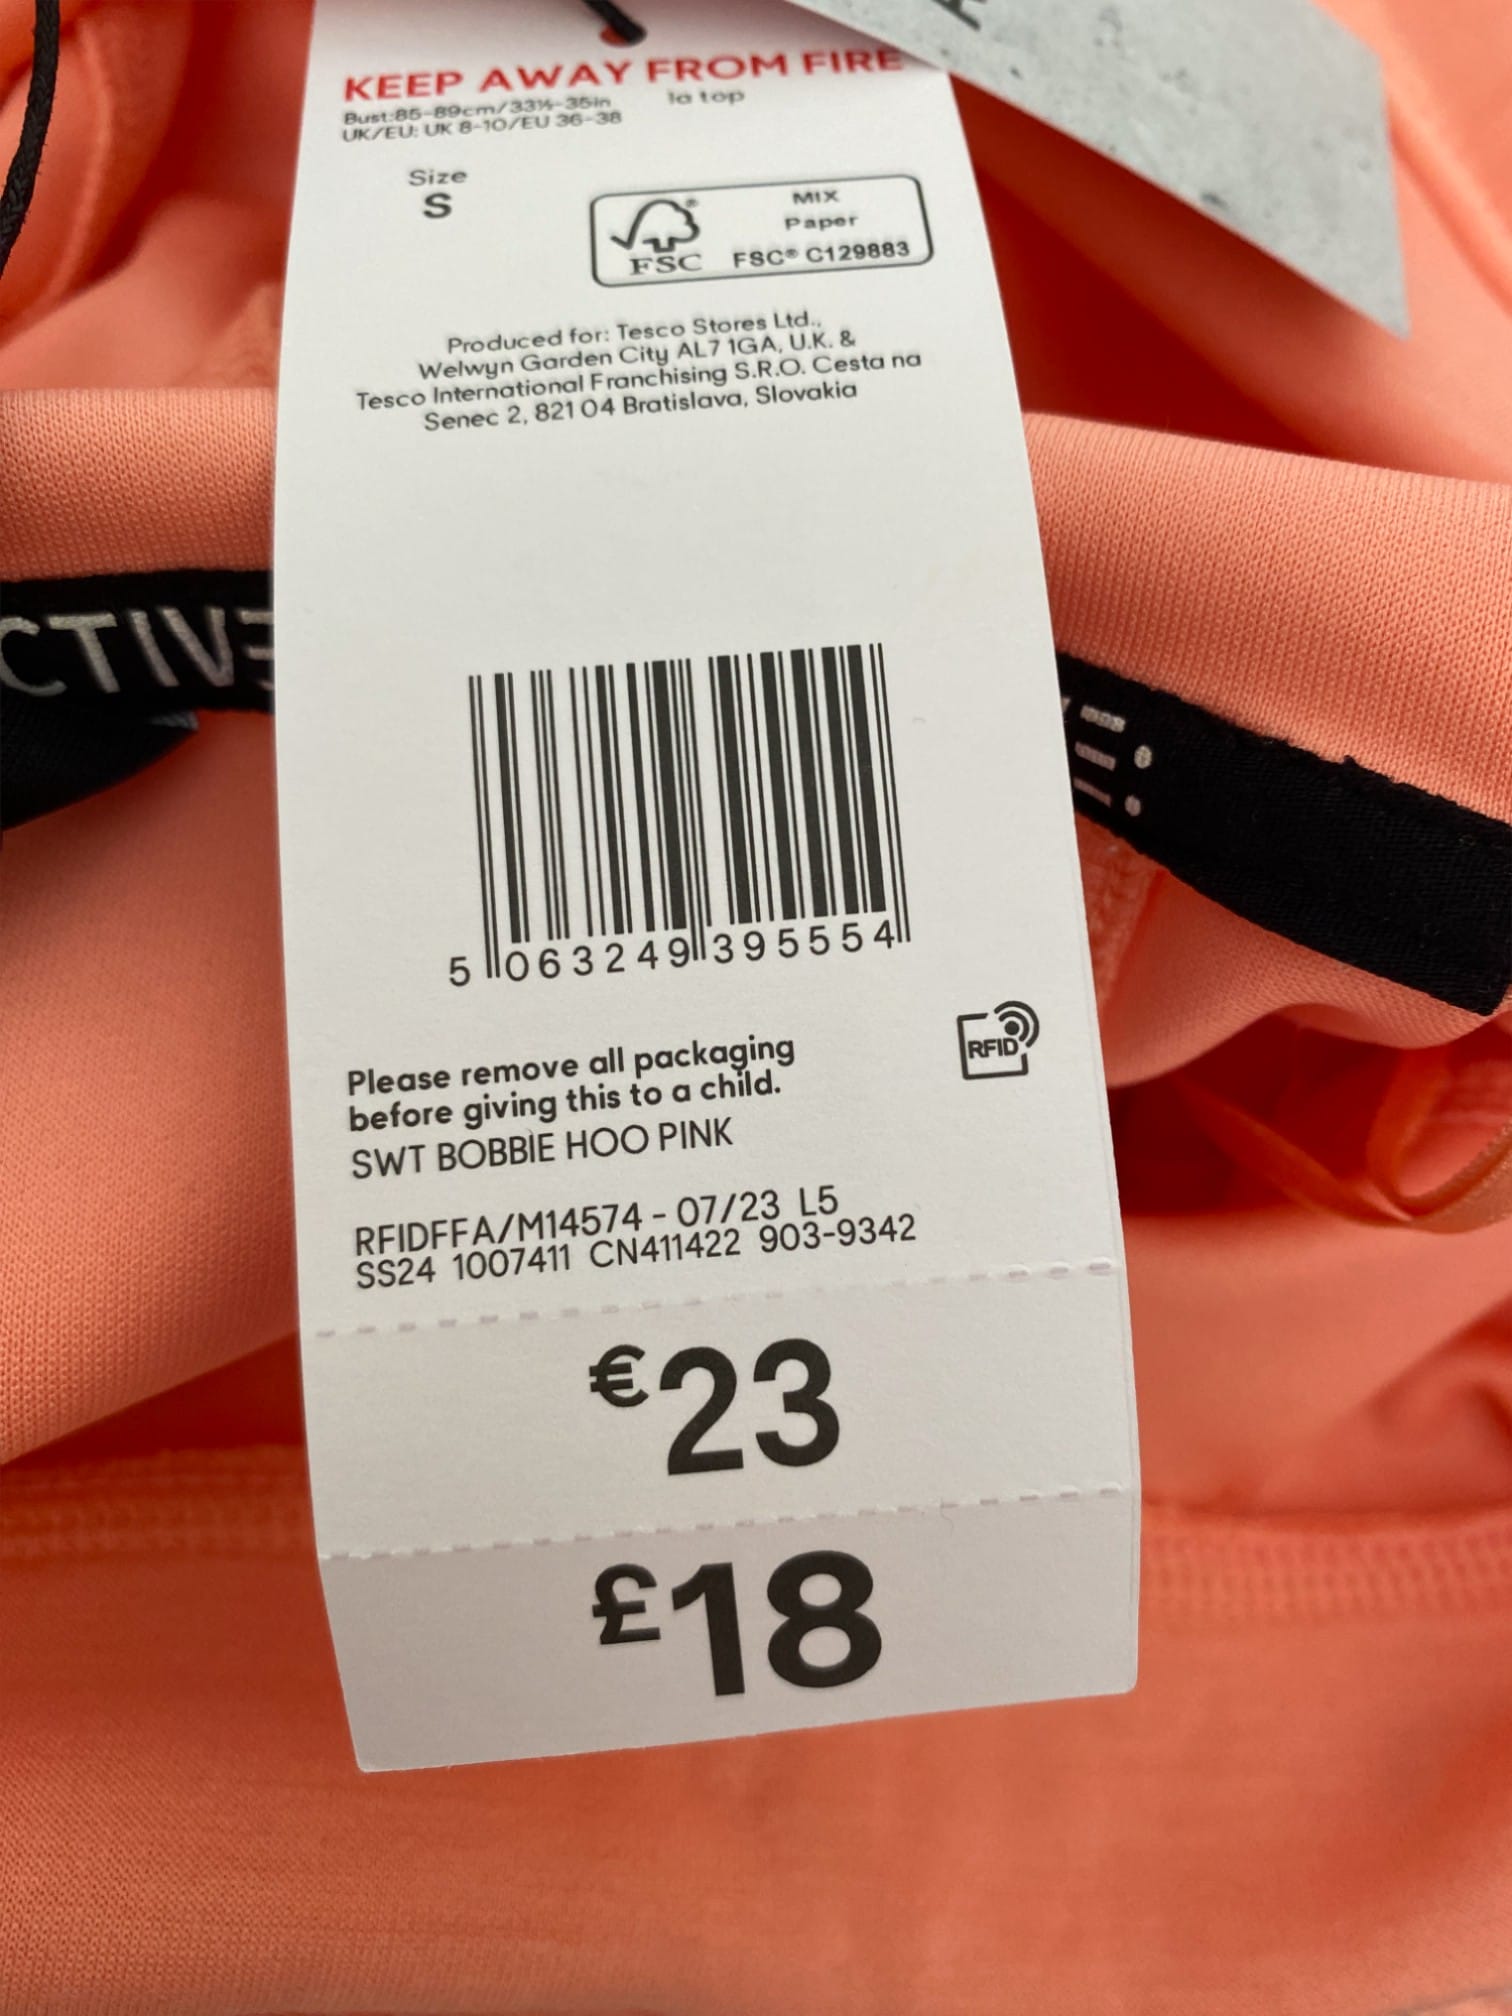 KEEP AWAY FROM FIRE
Bust:85-89cm/33½-35in la top
UK/EU: UK 8-10/EU 36-38
Size
S
FSC
MIX
Paper
FSC® C129883
Produced for: Tesco Stores Ltd.,
Welwyn Garden City AL7 1GA, U.K. &
Tesco International Franchising S.R.O. Cesta na
Senec 2, 821 04 Bratislava, Slovakia
CTIVE
E:
5 063249 395554
RFID
Please remove all packaging
before giving this to a child.
SWT BOBBIE HOO PINK
RFIDFFA/M14574 - 07/23 L5
SS24 1007411 CN411422 903-9342
€23
£18